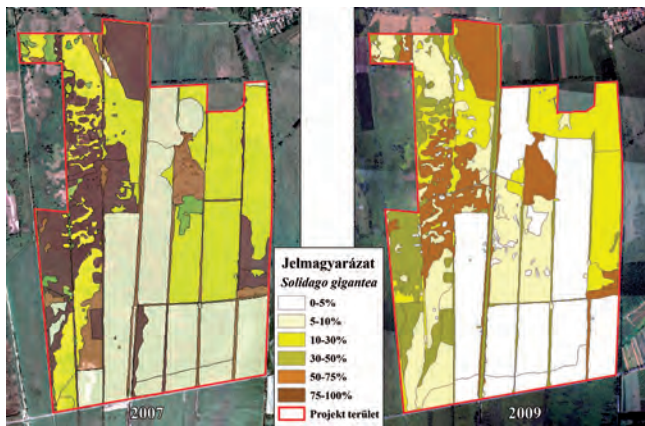 Jelmagyarázat
Solidago gigantea
0-5%
5-10%
10-30%
30-50%
50-75%
75-100%
Projekt terület
2007
2009